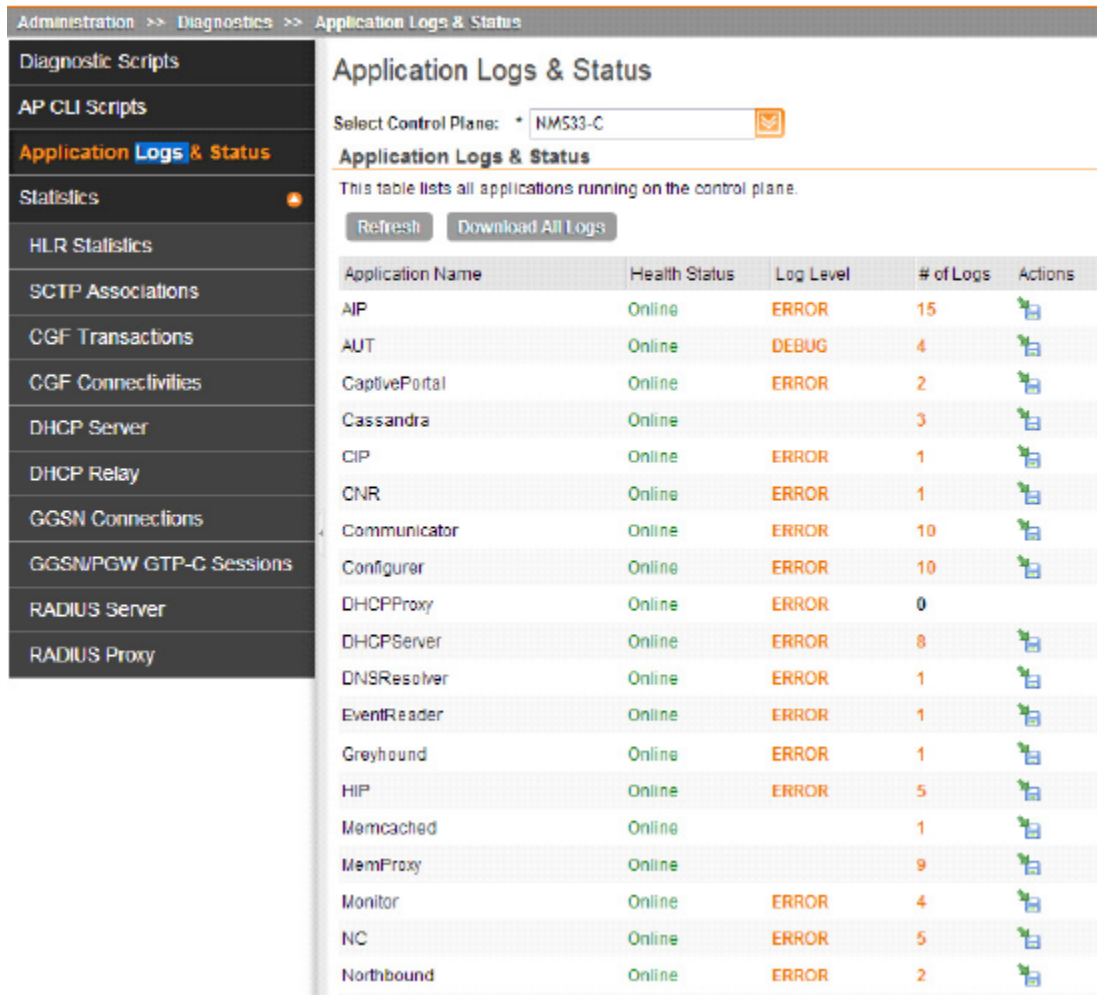 Administration >> Diagnostics >> Application Logs & Status
Diagnostic Scripts
AP CLI Scripts
Application Logs & Status
Statistics
HLR Statistics
SCTP Associations
CGF Transactions
CGF Connectivities
DHCP Server
DHCP Relay
GGSN Connections
GGSN/PGW GTP-C Sessions
RADIUS Server
RADIUS Proxy
Application Logs & Status
Select Control Plane: * NMS33-C
Application Logs & Status
This table lists all applications running on the control plane.
Refresh Download All Logs
Application Name Health Status Log Level # of Logs Actions
AIP Online ERROR 15
AUT Online DEBUG 4
CaptivePortal Online ERROR 2
Cassandra Online 3
CIP Online ERROR 1
CNR Online ERROR 1
Communicator Online ERROR 10
Configurer Online ERROR 10
DHCPProxy Online ERROR 0
DHCPServer Online ERROR 8
DNSResolver Online ERROR 1
EventReader Online ERROR 1
Greyhound Online ERROR 1
HIP Online ERROR 5
Memcached Online 1
MemProxy Online 9
Monitor Online ERROR 4
NC Online ERROR 5
Northbound Online ERROR 2